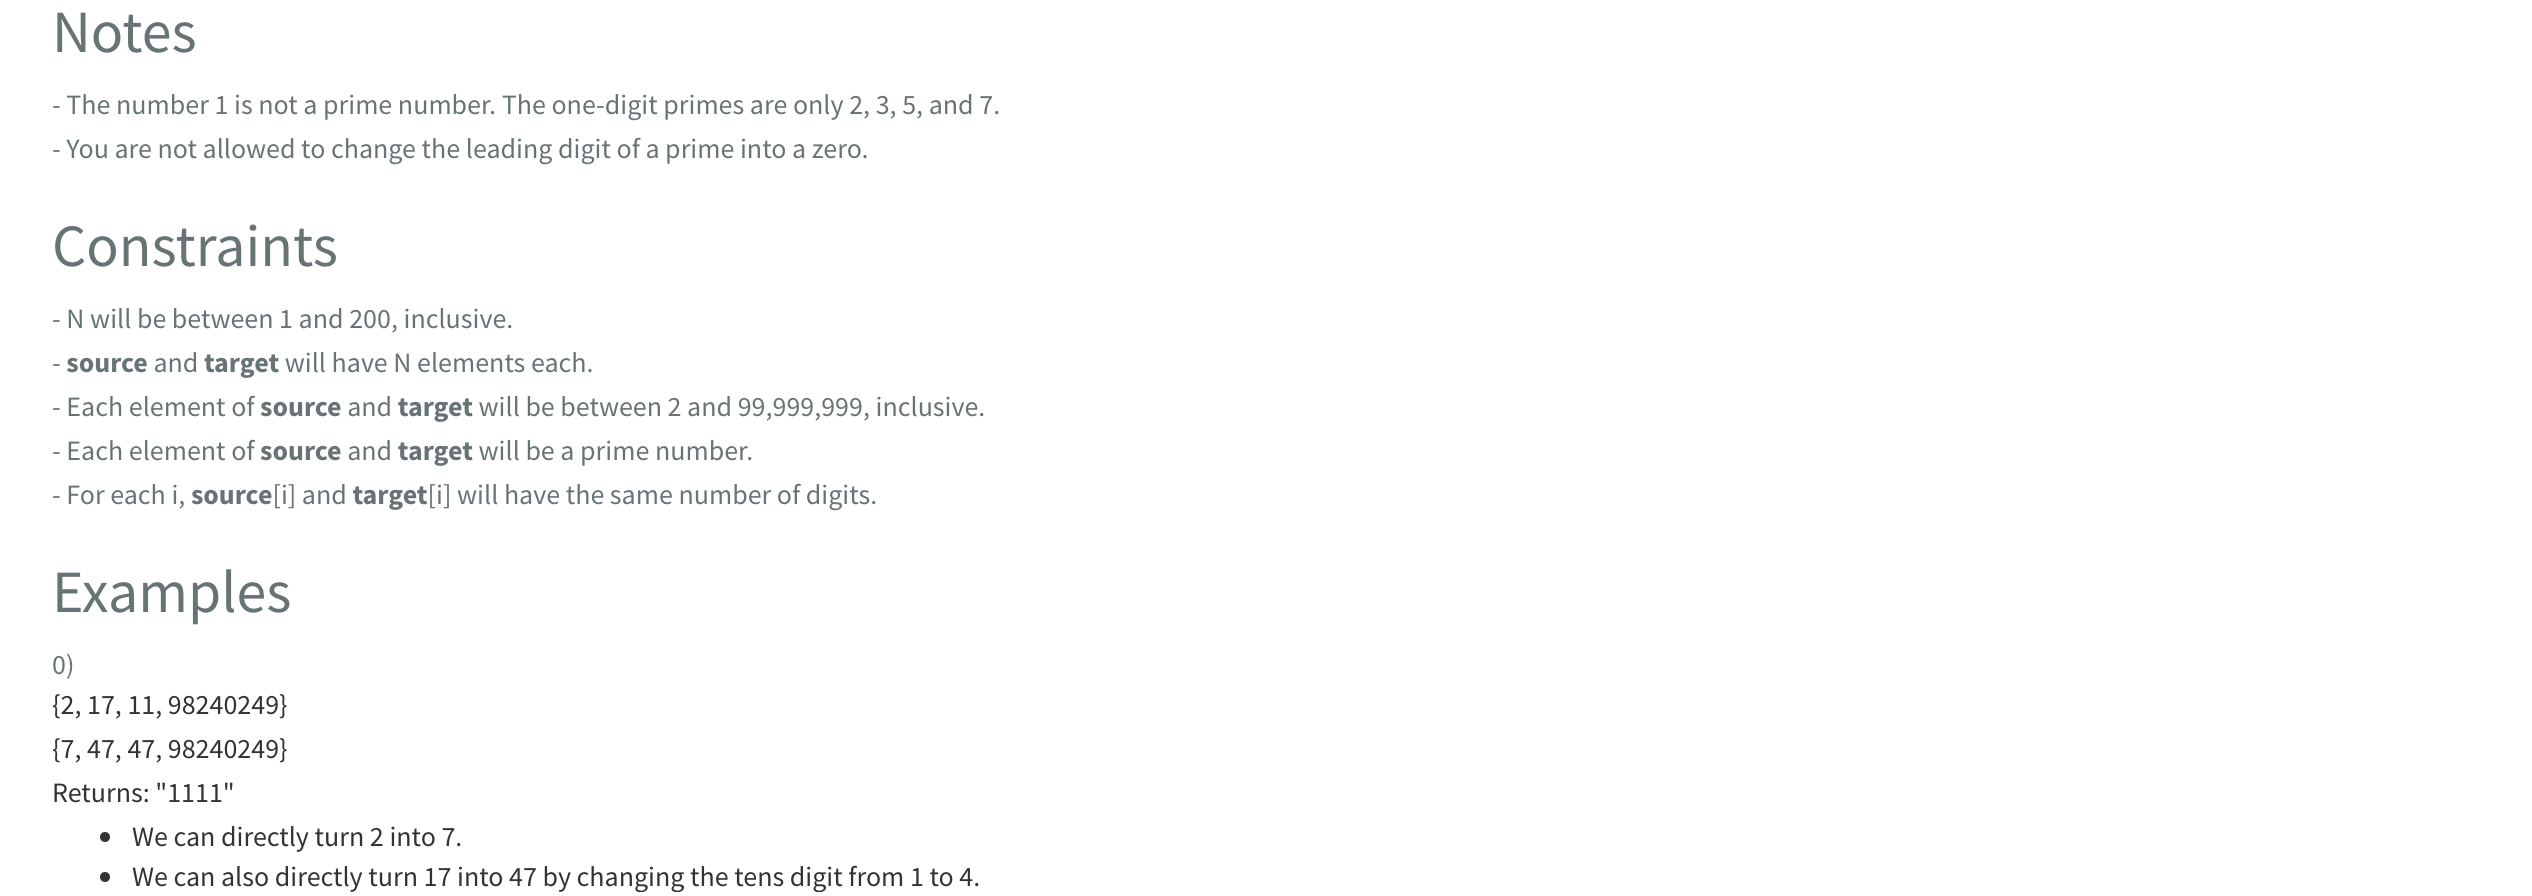 Notes
- The number 1 is not a prime number. The one-digit primes are only 2, 3, 5, and 7.
- You are not allowed to change the leading digit of a prime into a zero.
Constraints
- N will be between 1 and 200, inclusive.
- source and target will have N elements each.
- Each element of source and target will be between 2 and 99,999,999, inclusive.
- Each element of source and target will be a prime number.
- For each i, source[i] and target[i] will have the same number of digits.
Examples
0)
{2, 17, 11, 98240249}
{7, 47, 47, 98240249}
Returns: "1111"
• We can directly turn 2 into 7.
• We can also directly turn 17 into 47 by changing the tens digit from 1 to 4.